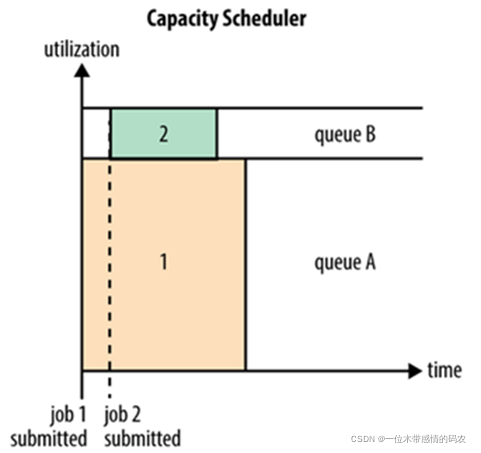 Capacity Scheduler
utilization
2
queue B
1
queue A
time
job 1
submitted
job 2
submitted
CSDN @一位木带感情的码农